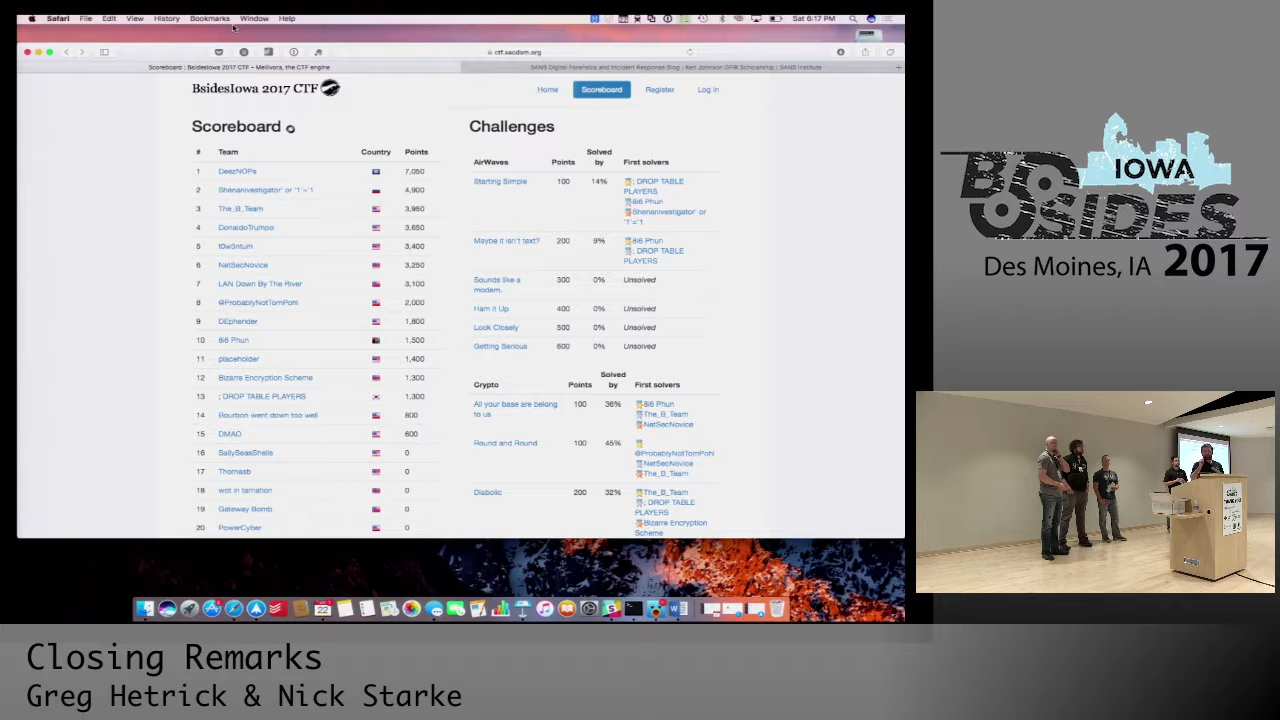 Safari File Edit View History Bookmarks Window Help
Sat 6:17 PM
ctf.secdsm.org
Scoreboard : BsidesIowa 2017 CTF - Mellivora, the CTF engine
SANS Digital Forensics and Incident Response Blog | Ken Johnson DFIR Scholarship | SANS Institute
BsidesIowa 2017 CTF
Home Scoreboard Register Log in
Scoreboard
# Team Country Points
1 DeezNOPs 7,050
2 Shenanivestigator' or '1'='1 4,900
3 The_B_Team 3,950
4 DonaldoTrumpo 3,650
5 t0w3ntum 3,400
6 NetSecNovice 3,250
7 LAN Down By The River 3,100
8 @ProbablyNotTomPohl 2,000
9 DEphender 1,800
10 8i6 Phun 1,500
11 placeholder 1,400
12 Bizarre Encryption Scheme 1,300
13 ; DROP TABLE PLAYERS 1,300
14 Bourbon went down too well 800
15 DMAO 600
16 SallySeasShells 0
17 Thomasb 0
18 wot in tarnation 0
19 Gateway Bomb 0
20 PowerCyber 0
Challenges
AirWaves Points Solved by First solvers
Starting Simple 100 14% ; DROP TABLE
PLAYERS
8i6 Phun
Shenanivestigator' or
'1'='1
Maybe it isn't text? 200 9% 8i6 Phun
; DROP TABLE
PLAYERS
Sounds like a 300 0% Unsolved
modem.
Ham it Up 400 0% Unsolved
Look Closely 500 0% Unsolved
Getting Serious 600 0% Unsolved
Crypto Points Solved by First solvers
All your base are belong 100 36% 8i6 Phun
to us The_B_Team
NetSecNovice
Round and Round 100 45%
@ProbablyNotTomPohl
NetSecNovice
The_B_Team
Diabolic 200 32% The_B_Team
; DROP TABLE
PLAYERS
Bizarre Encryption
Scheme
IOWA
BSIDES
Des Moines, IA 2017
Closing Remarks
Greg Hetrick & Nick Starke